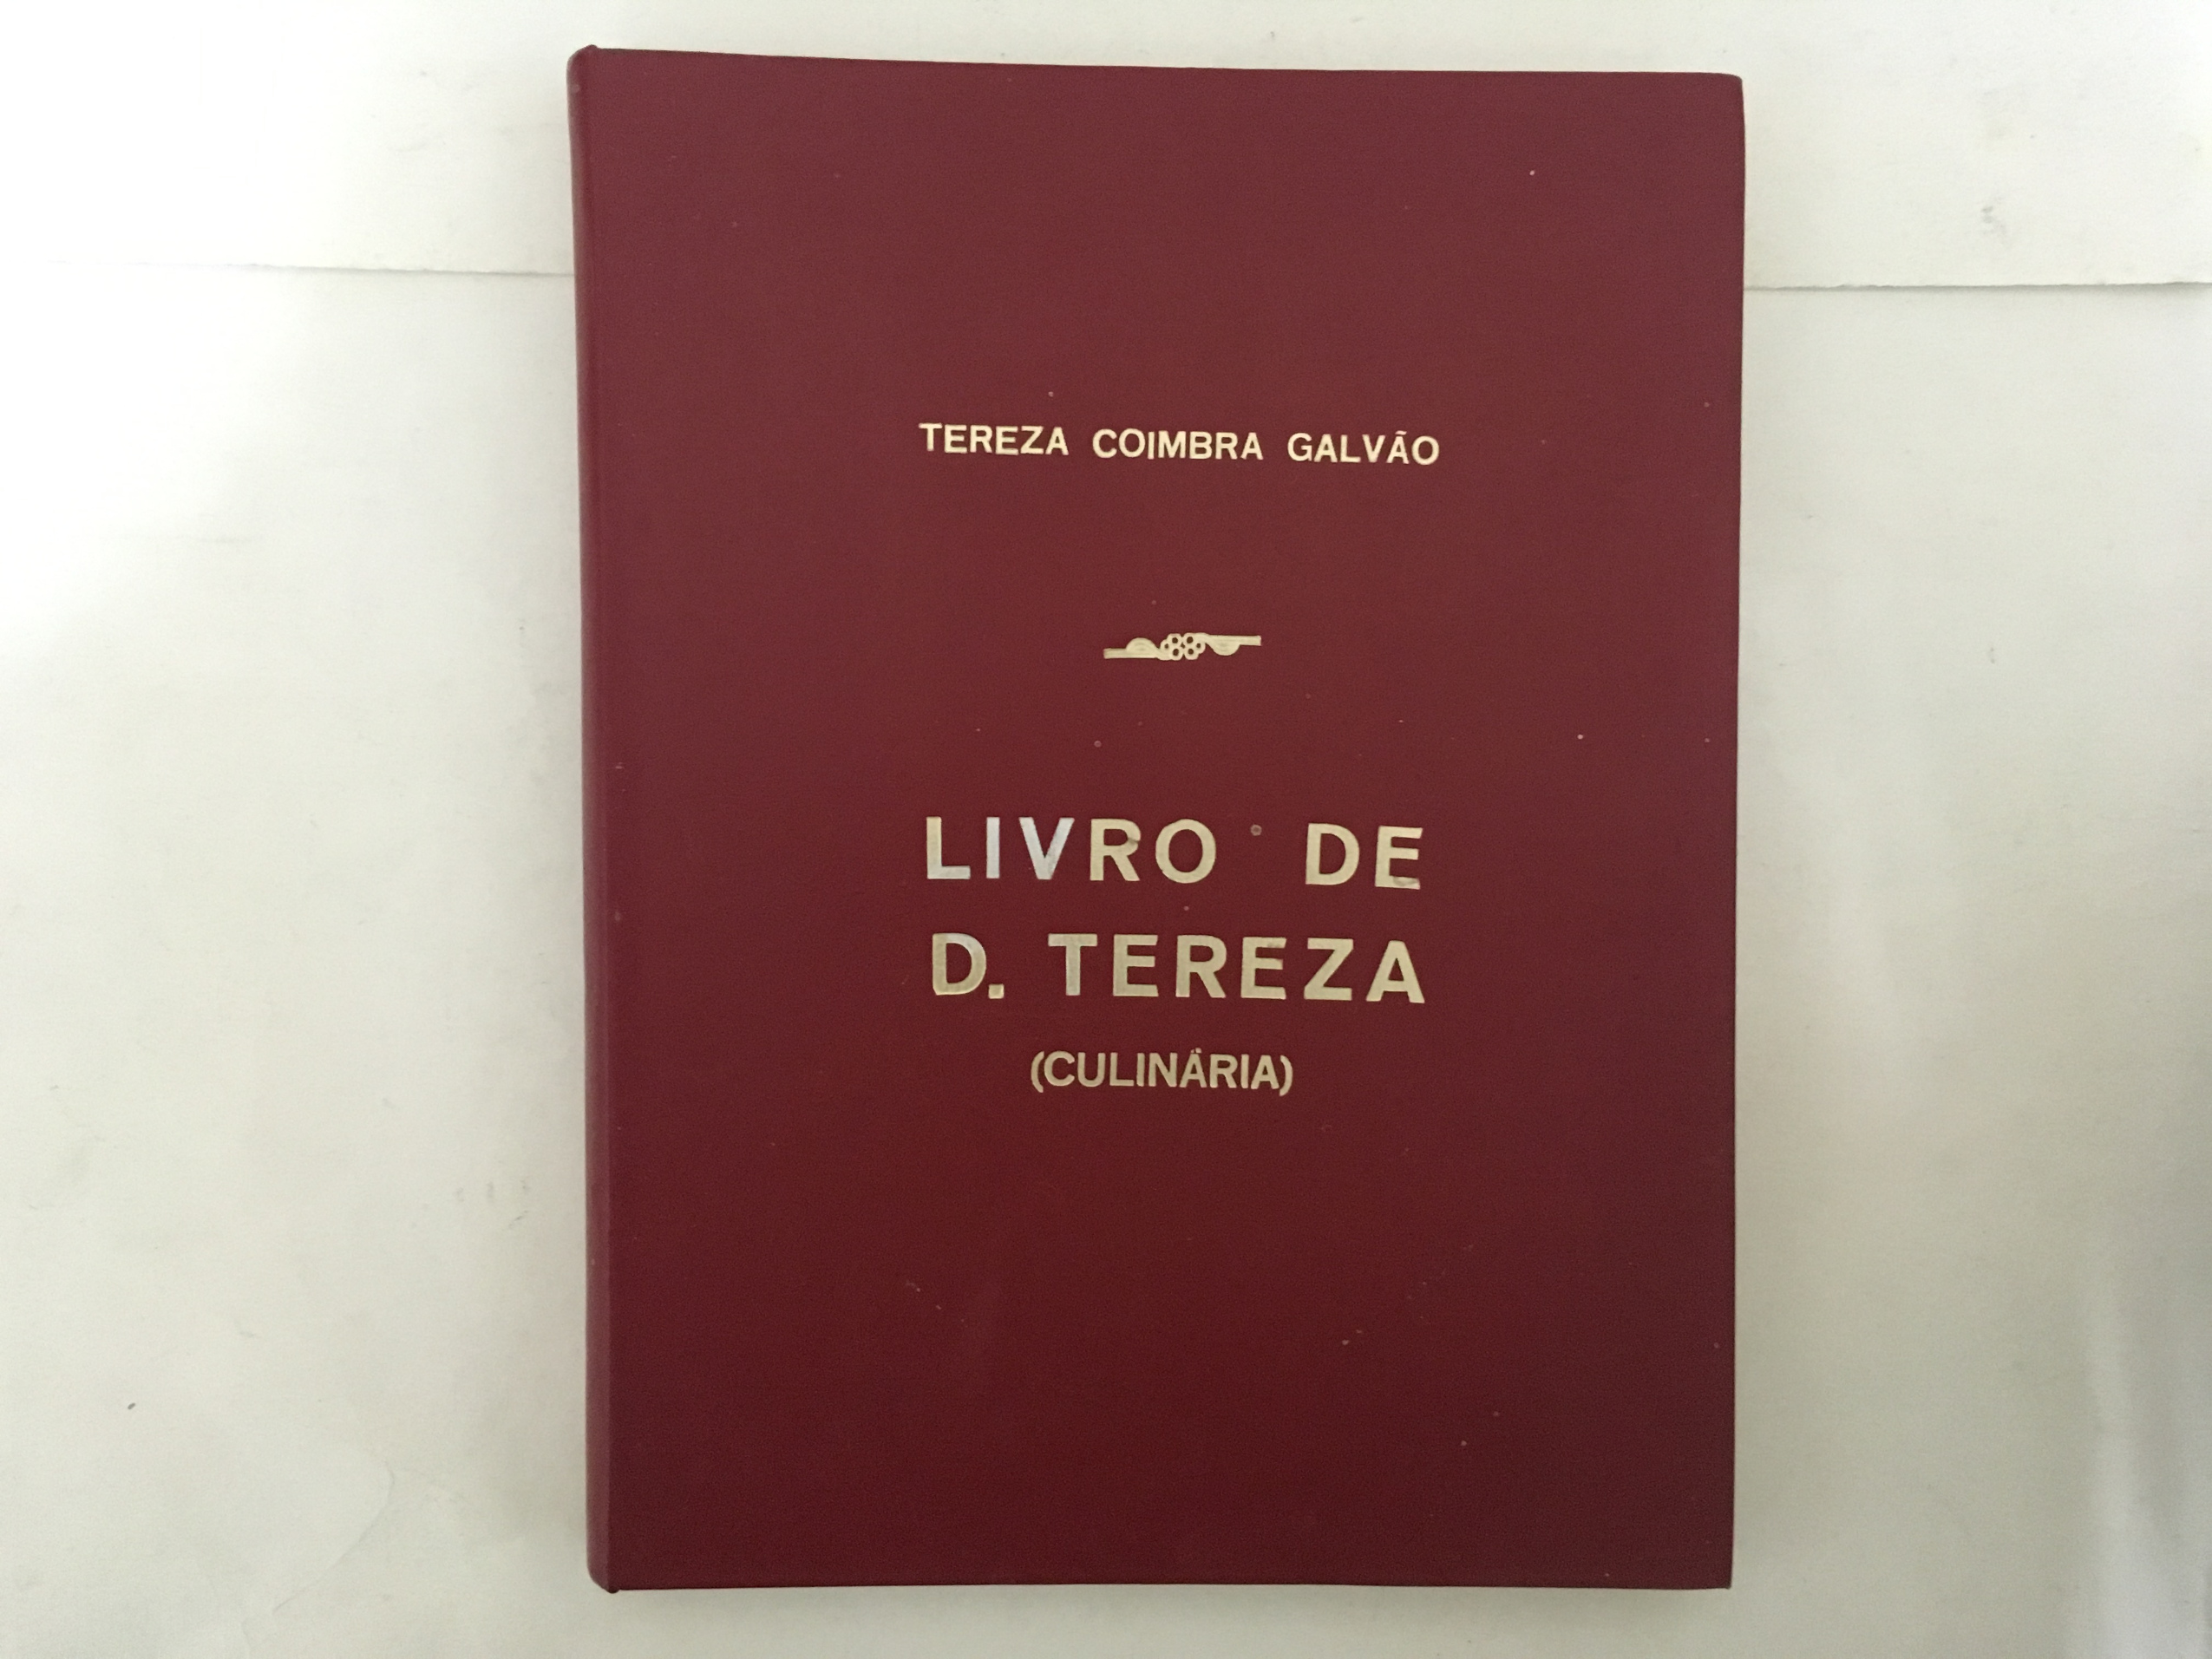 TEREZA COIMBRA GALVÃO
LIVRO DE
D. TEREZA
(CULINÁRIA)